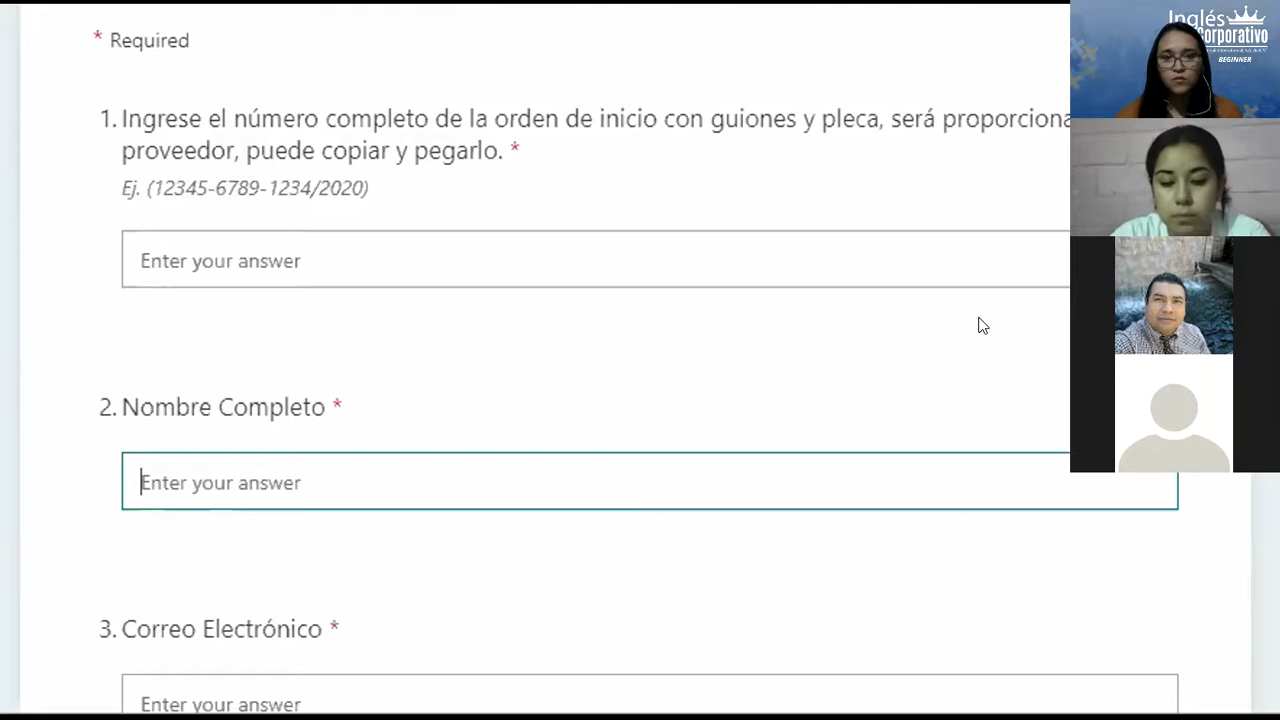 * Required
1. Ingrese el número completo de la orden de inicio con guiones y pleca, será proporciona
proveedor, puede copiar y pegarlo. *
Ej. (12345-6789-1234/2020)
Enter your answer
2. Nombre Completo *
Enter your answer
3. Correo Electrónico *
Enter your answer
Inglés
Corporativo
BEGINNER